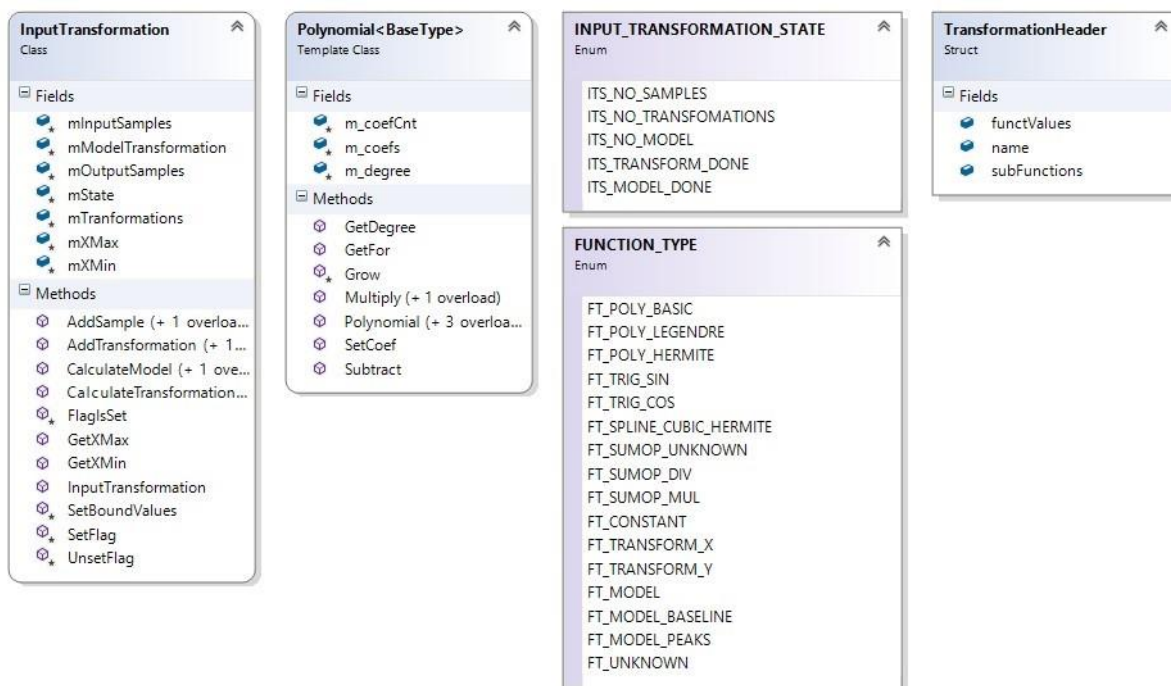 InputTransformation
Class
Fields
mInputSamples
mModelTransformation
mOutputSamples
mState
mTranformations
mXMax
mXMin
Methods
AddSample (+ 1 overloa...
AddTransformation (+ 1...
CalculateModel (+ 1 ove...
CalculateTransformation...
FlagIsSet
GetXMax
GetXMin
InputTransformation
SetBoundValues
SetFlag
UnsetFlag
Polynomial<BaseType>
Template Class
Fields
m_coefCnt
m_coefs
m_degree
Methods
GetDegree
GetFor
Grow
Multiply (+ 1 overload)
Polynomial (+ 3 overloa...
SetCoef
Subtract
INPUT_TRANSFORMATION_STATE
Enum
ITS_NO_SAMPLES
ITS_NO_TRANSFOMATIONS
ITS_NO_MODEL
ITS_TRANSFORM_DONE
ITS_MODEL_DONE
FUNCTION_TYPE
Enum
FT_POLY_BASIC
FT_POLY_LEGENDRE
FT_POLY_HERMITE
FT_TRIG_SIN
FT_TRIG_COS
FT_SPLINE_CUBIC_HERMITE
FT_SUMOP_UNKNOWN
FT_SUMOP_DIV
FT_SUMOP_MUL
FT_CONSTANT
FT_TRANSFORM_X
FT_TRANSFORM_Y
FT_MODEL
FT_MODEL_BASELINE
FT_MODEL_PEAKS
FT_UNKNOWN
TransformationHeader
Struct
Fields
functValues
name
subFunctions